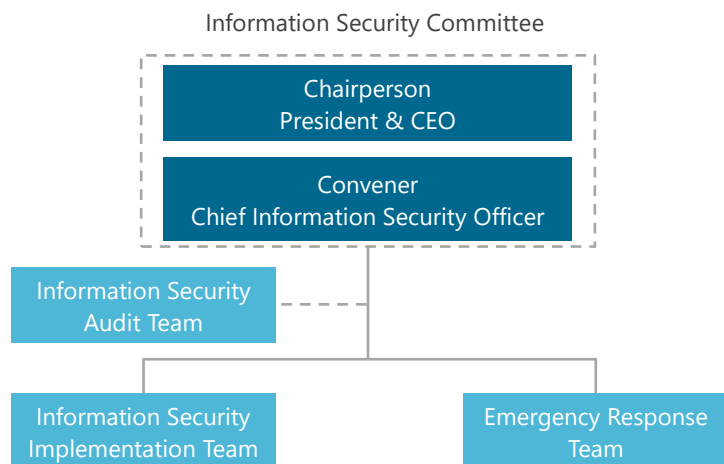 Information Security Committee
Chairperson
President & CEO
Convener
Chief Information Security Officer
Information Security
Audit Team
Information Security
Implementation Team
Emergency Response
Team